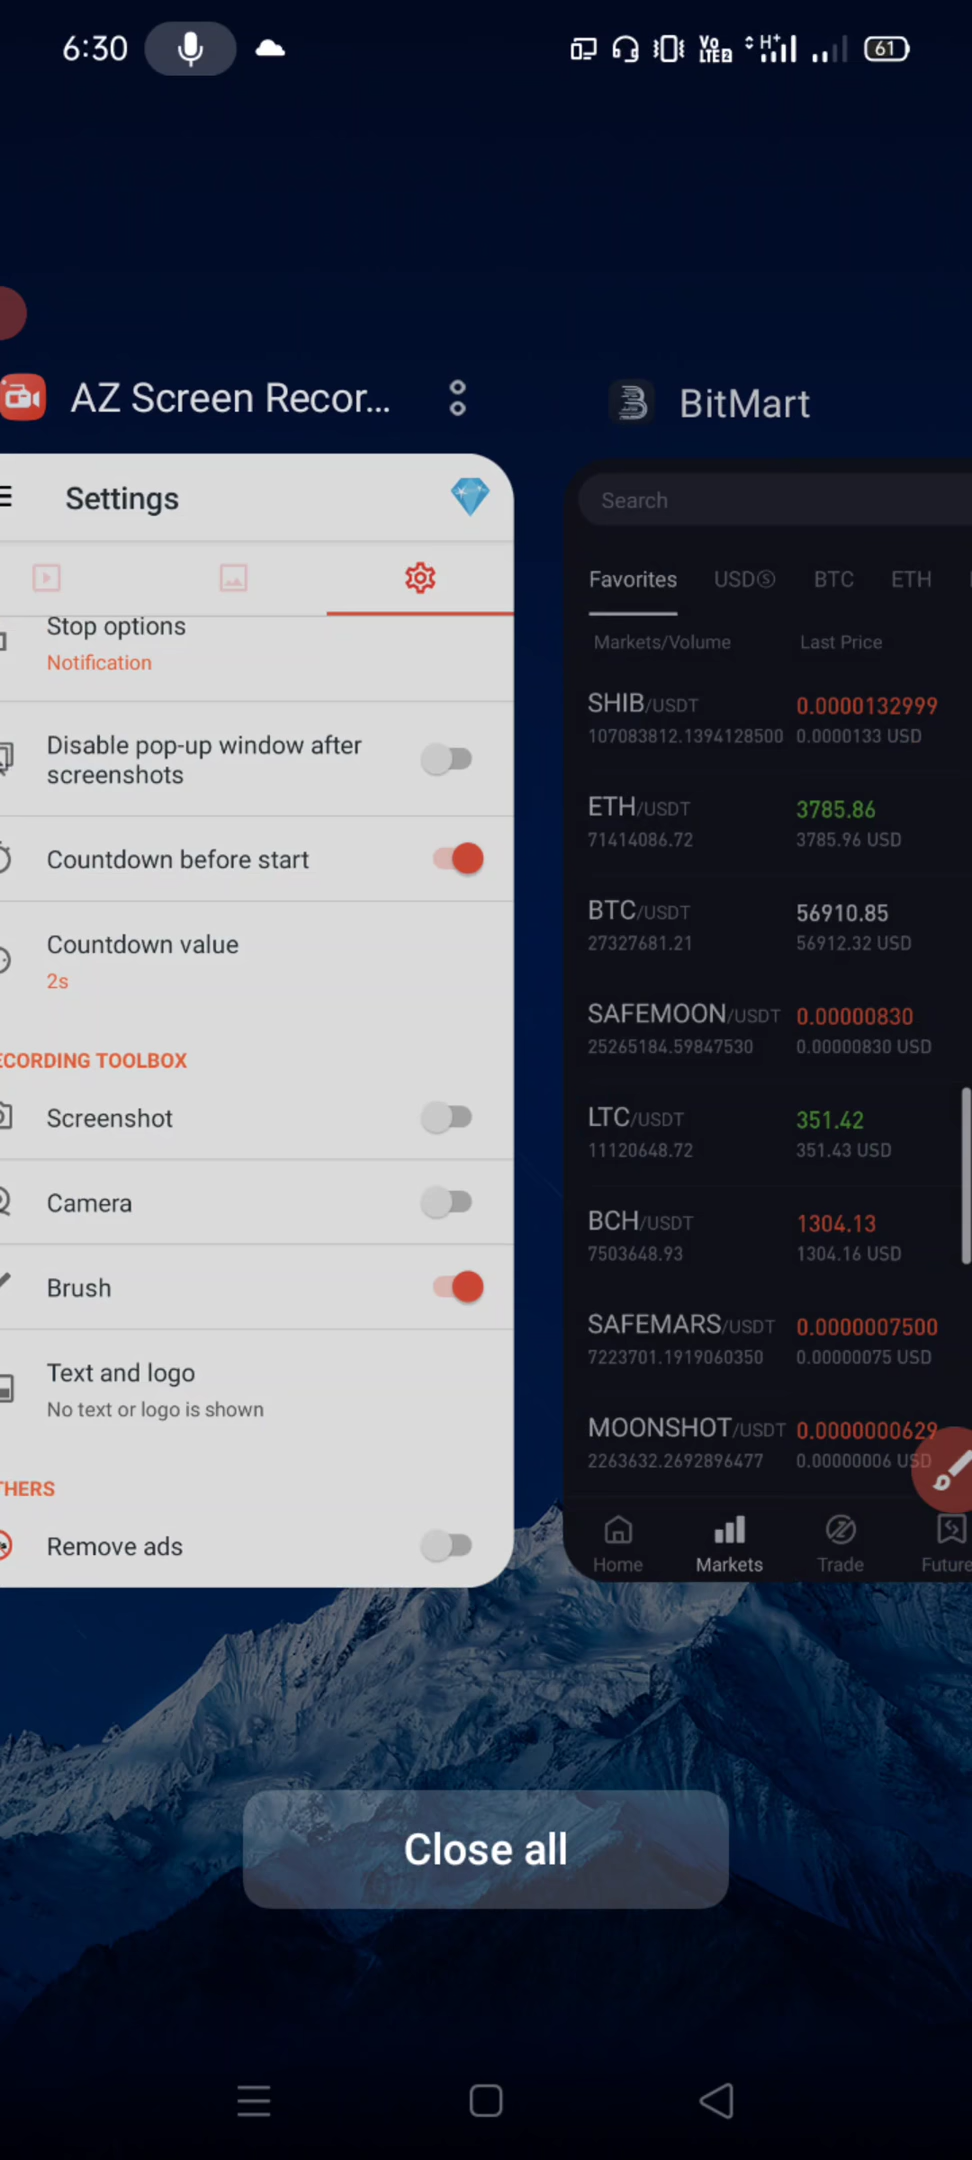 6:30
Vo
LTE2
H+
61
AZ Screen Recor...
BitMart
Settings
Stop options
Notification
Disable pop-up window after
screenshots
Countdown before start
Countdown value
2s
ECORDING TOOLBOX
Screenshot
Camera
Brush
Text and logo
No text or logo is shown
THERS
Remove ads
Search
Favorites USDⓈ BTC ETH
Markets/Volume Last Price
SHIB/USDT 0.0000132999
107083812.1394128500 0.0000133 USD
ETH/USDT 3785.86
71414086.72 3785.96 USD
BTC/USDT 56910.85
27327681.21 56912.32 USD
SAFEMOON/USDT 0.00000830
25265184.59847530 0.00000830 USD
LTC/USDT 351.42
11120648.72 351.43 USD
BCH/USDT 1304.13
7503648.93 1304.16 USD
SAFEMARS/USDT 0.0000007500
7223701.1919060350 0.00000075 USD
MOONSHOT/USDT 0.0000000629
2263632.2692896477 0.00000006 USD
Home Markets Trade Future
Close all